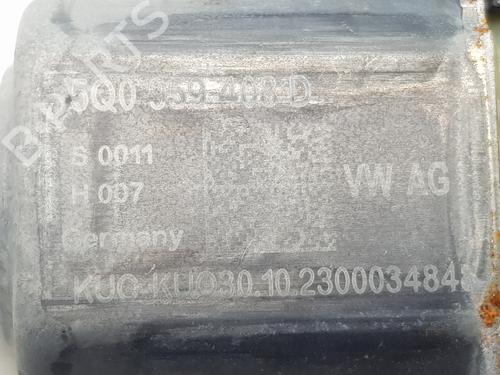 5Q0 959 408 D
S 0011
H 007
VW AG
Germany
KUO-KUO30.10.2300034848